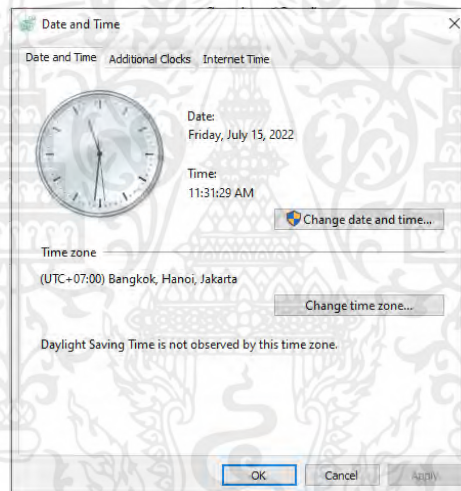 Date and Time
Date and Time Additional Clocks Internet Time
Date:
Friday, July 15, 2022
Time:
11:31:29 AM
Change date and time...
Time zone
(UTC+07:00) Bangkok, Hanoi, Jakarta
Change time zone...
Daylight Saving Time is not observed by this time zone.
OK Cancel Apply